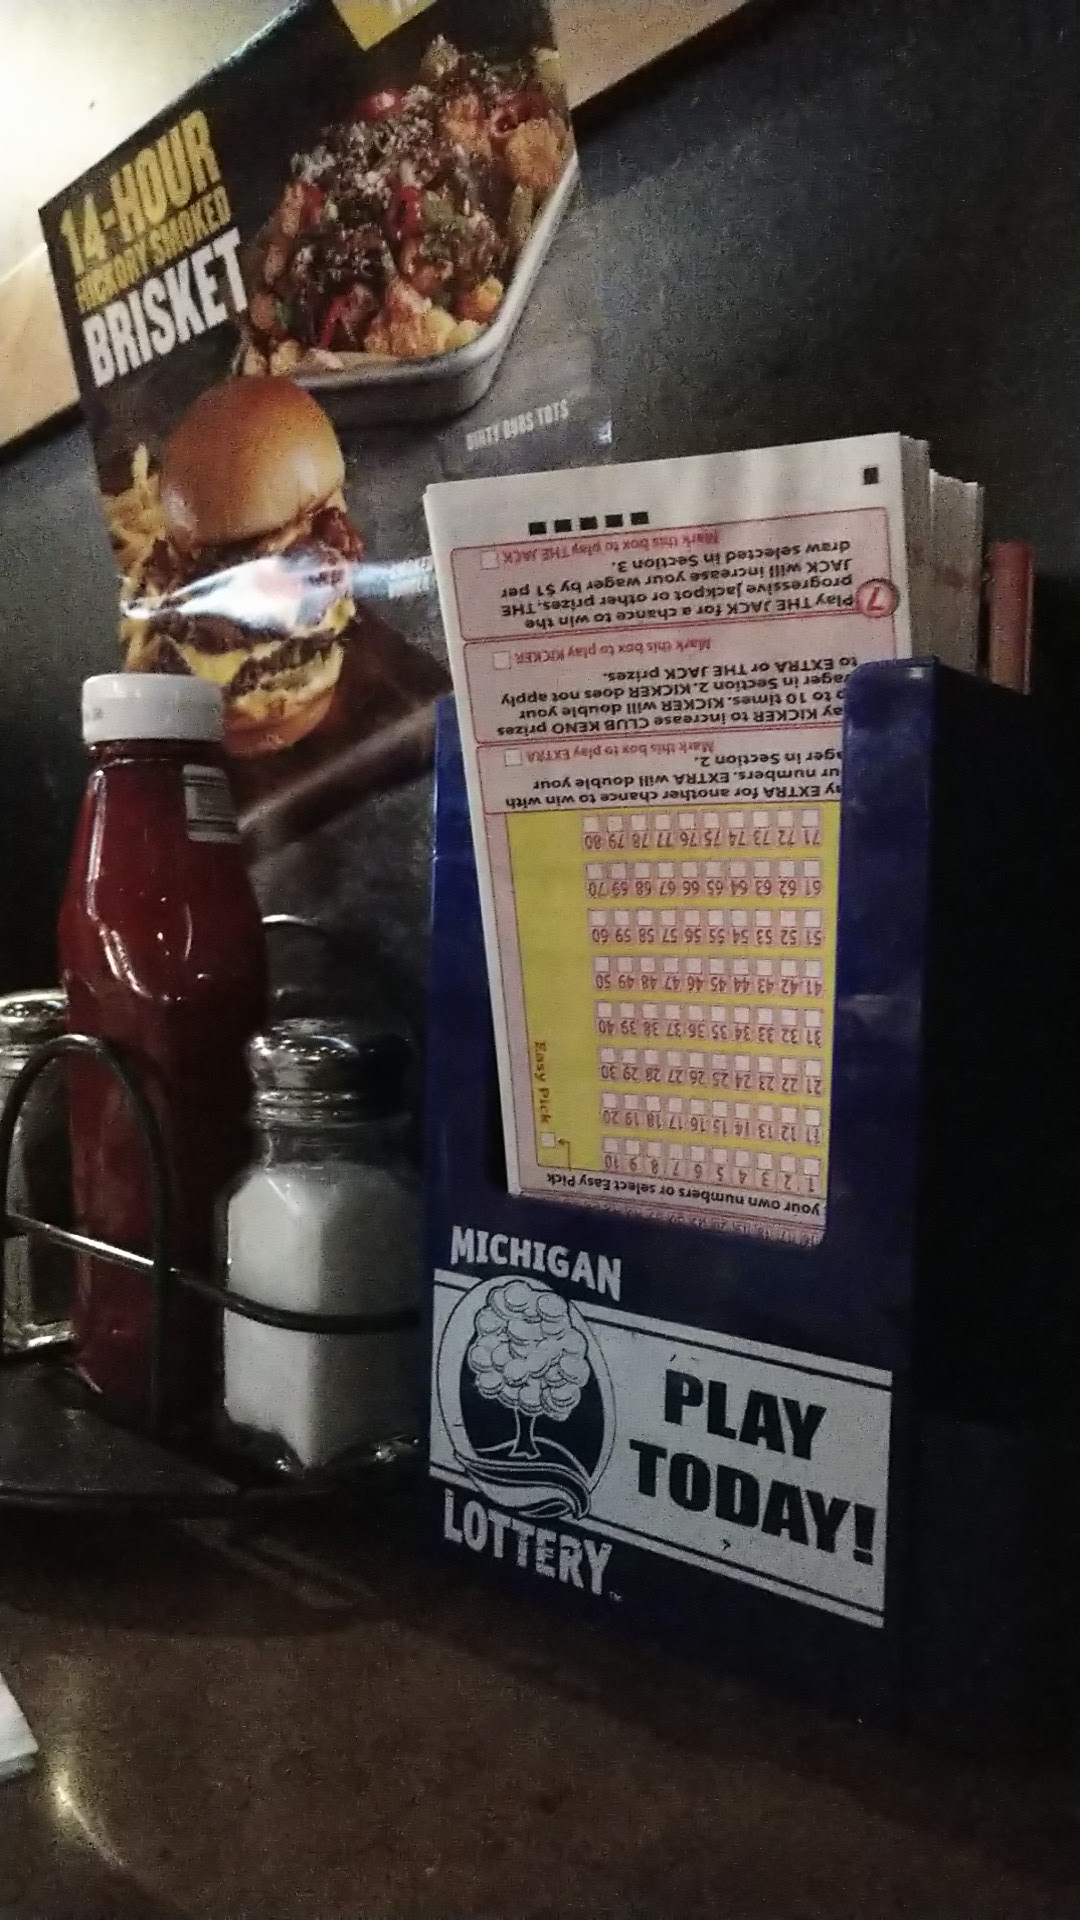 14-HOUR
HICKORY-SMOKED
BRISKET
DIRTY DUBS TOTS
your own numbers or select Easy Pick
1 2 3 4 5 6 7 8 9 10
11 12 13 14 15 16 17 18 19 20
21 22 23 24 25 26 27 28 29 30
31 32 33 34 35 36 37 38 39 40
41 42 43 44 45 46 47 48 49 50
51 52 53 54 55 56 57 58 59 60
61 62 63 64 65 66 67 68 69 70
71 72 73 74 75 76 77 78 79 80
Easy Pick
ay EXTRA for another chance to win with
ur numbers. EXTRA will double your
ager in Section 2.
Mark this box to play EXTRA
ay KICKER to increase CLUB KENO prizes
p to 10 times. KICKER will double your
wager in Section 2. KICKER does not apply
to EXTRA or THE JACK prizes.
Mark this box to play KICKER
7
Play THE JACK for a chance to win the
progressive jackpot or other prizes. THE
JACK will increase your wager by $1 per
draw selected in Section 3.
Mark this box to play THE JACK
MICHIGAN
LOTTERY™
PLAY
TODAY!